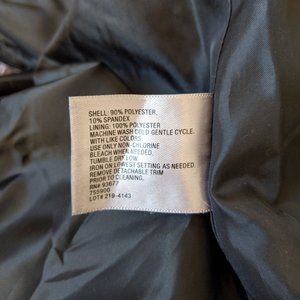 SHELL: 90% POLYESTER,
10% SPANDEX
LINING: 100% POLYESTER
MACHINE WASH COLD GENTLE CYCLE.
WITH LIKE COLORS.
USE ONLY NON-CHLORINE
BLEACH WHEN NEEDED.
TUMBLE DRY LOW
IRON ON LOWEST SETTING AS NEEDED.
REMOVE DETACHABLE TRIM
PRIOR TO CLEANING.
RN# 93677
755900
LOT# 219-4143